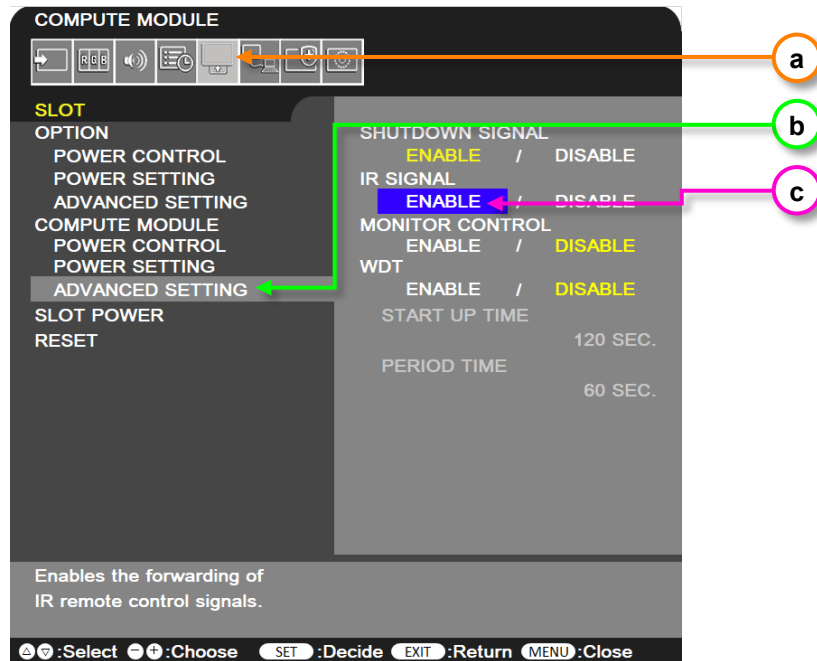 COMPUTE MODULE
RGB
a
SLOT
OPTION
POWER CONTROL
POWER SETTING
ADVANCED SETTING
COMPUTE MODULE
POWER CONTROL
POWER SETTING
ADVANCED SETTING
SLOT POWER
RESET
SHUTDOWN SIGNAL
ENABLE / DISABLE
IR SIGNAL
ENABLE / DISABLE
MONITOR CONTROL
ENABLE / DISABLE
WDT
ENABLE / DISABLE
START UP TIME
120 SEC.
PERIOD TIME
60 SEC.
b
c
Enables the forwarding of
IR remote control signals.
:Select :Choose SET :Decide EXIT :Return MENU :Close